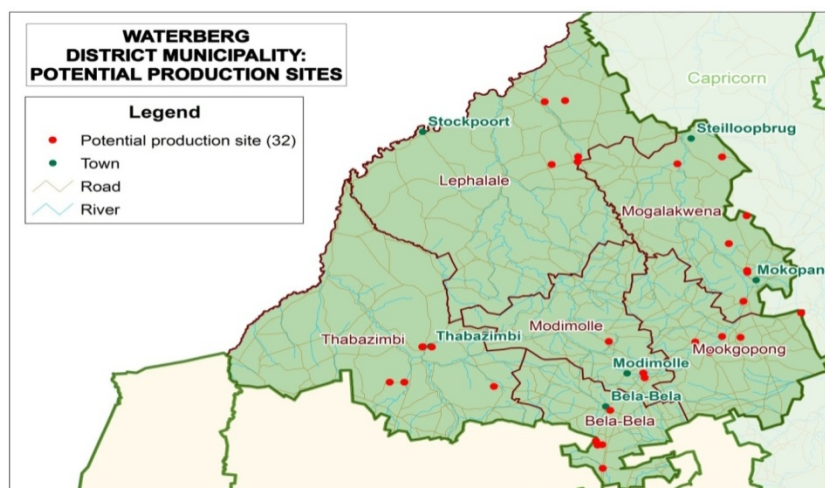 WATERBERG
DISTRICT MUNICIPALITY:
POTENTIAL PRODUCTION SITES
Legend
Potential production site (32)
Town
Road
River
Capricorn
Stockpoort
Steilloopbrug
Lephalale
Mogalakwena
Mokopan
Thabazimbi
Thabazimbi
Modimolle
Mookgopong
Modimolle
Bela-Bela
Bela-Bela